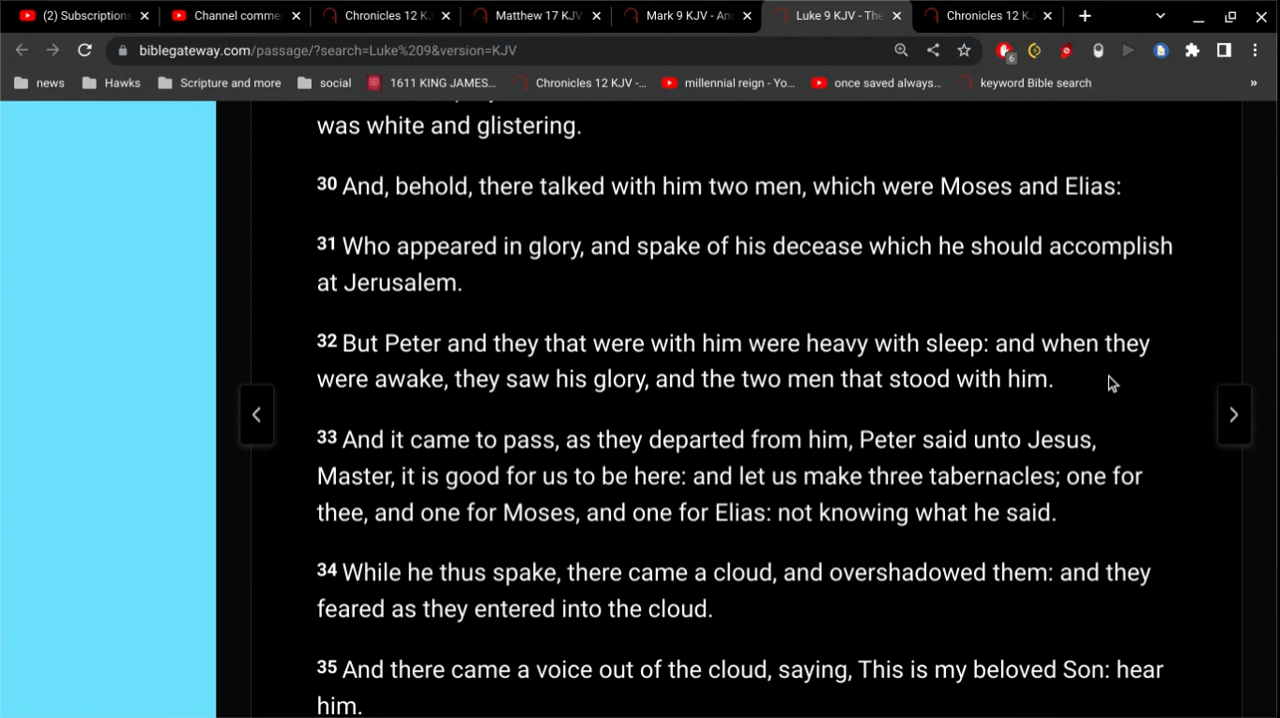 (2) Subscriptions
Channel comme
Chronicles 12 K
Matthew 17 KJV
Mark 9 KJV - An
Luke 9 KJV - The
Chronicles 12 K
biblegateway.com/passage/?search=Luke%209&version=KJV
6
news
Hawks
Scripture and more
social
1611 KING JAMES...
Chronicles 12 KJV -...
millennial reign - Yo...
once saved always...
keyword Bible search
»
was white and glistering.
30 And, behold, there talked with him two men, which were Moses and Elias:
31 Who appeared in glory, and spake of his decease which he should accomplish
at Jerusalem.
32 But Peter and they that were with him were heavy with sleep: and when they
were awake, they saw his glory, and the two men that stood with him.
33 And it came to pass, as they departed from him, Peter said unto Jesus,
Master, it is good for us to be here: and let us make three tabernacles; one for
thee, and one for Moses, and one for Elias: not knowing what he said.
34 While he thus spake, there came a cloud, and overshadowed them: and they
feared as they entered into the cloud.
35 And there came a voice out of the cloud, saying, This is my beloved Son: hear
him.